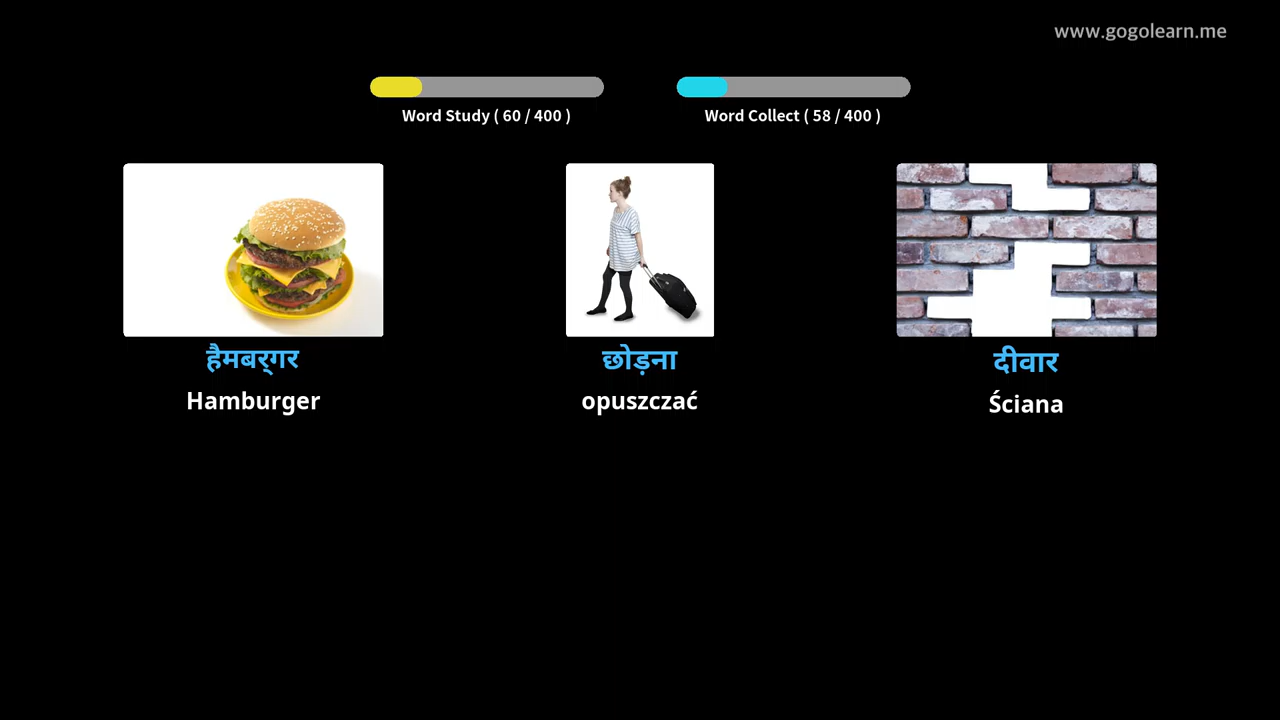 www.gogolearn.me
Word Study ( 60 / 400 )
Word Collect ( 58 / 400 )
हैमबर्गर
छोड़ना
दीवार
Hamburger
opuszczać
Ściana